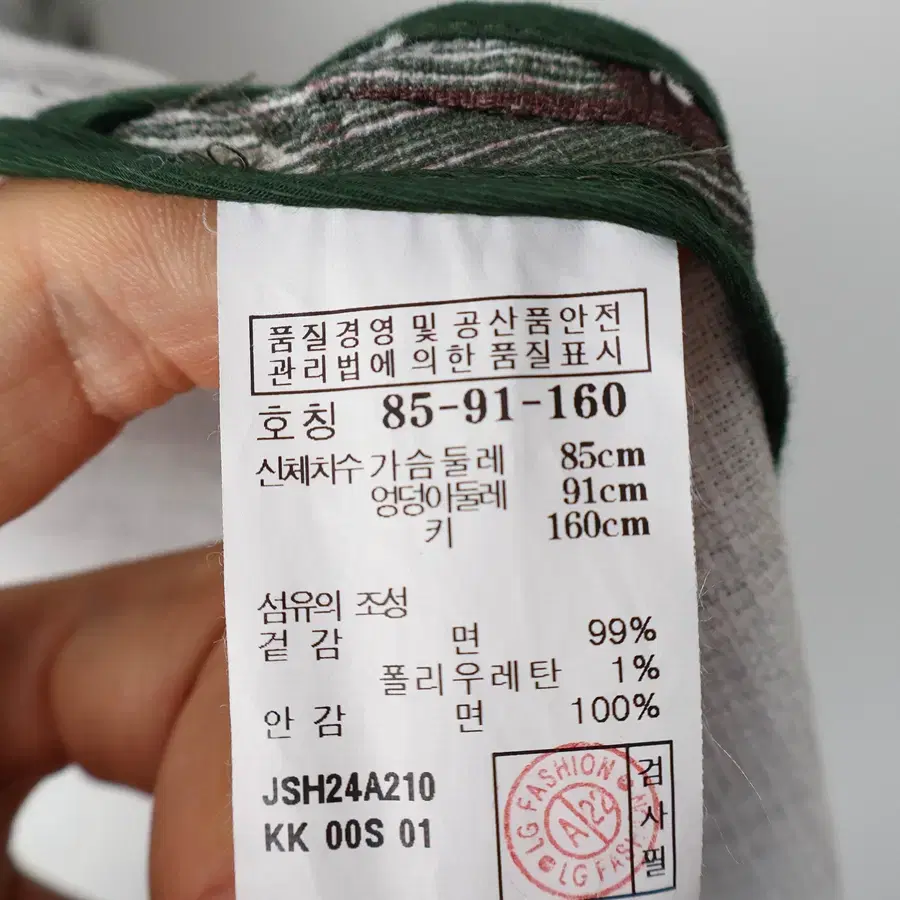 품질경영 및 공산품안전
관리법에 의한 품질표시
호칭 85-91-160
신체치수 가슴둘레 85cm
엉덩이둘레 91cm
키 160cm
섬유의 조성
겉감 면 99%
폴리우레탄 1%
안감 면 100%
JSH24A210
KK 00S 01
LG FASHION
A/22
LG FAS
검사필